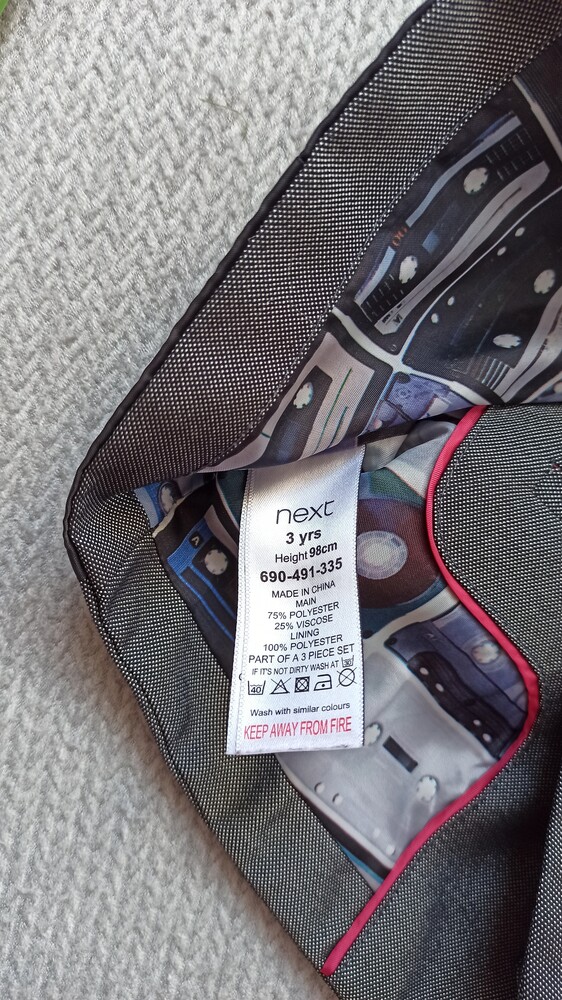 next
3 yrs
Height 98cm
690-491-335
MADE IN CHINA
MAIN
75% POLYESTER
25% VISCOSE
LINING
100% POLYESTER
PART OF A 3 PIECE SET
IF IT'S NOT DIRTY WASH AT 30
40
Wash with similar colours
KEEP AWAY FROM FIRE